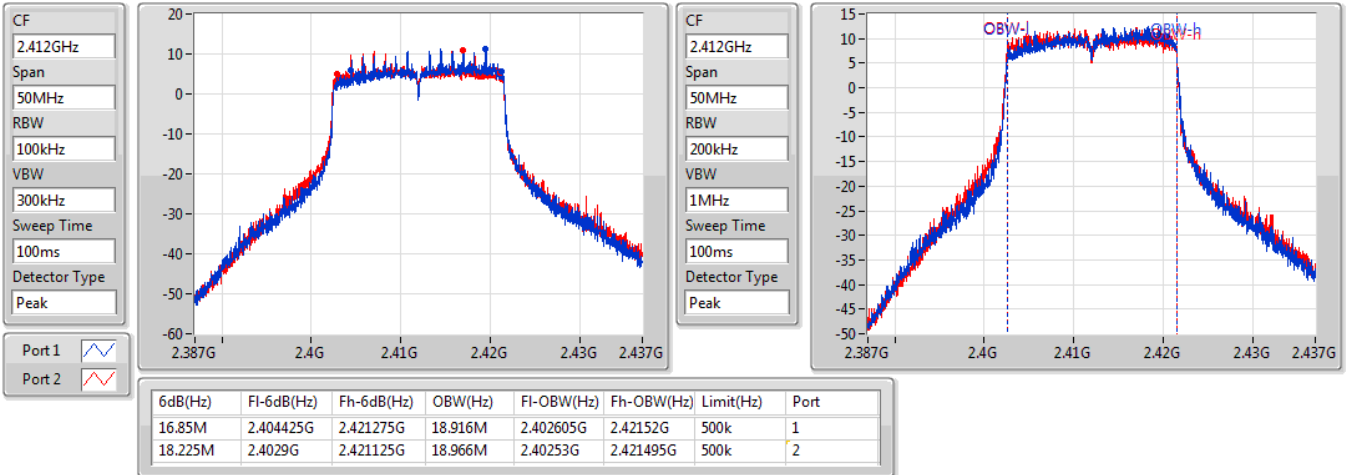 CF
2.412GHz
Span
50MHz
RBW
100kHz
VBW
300kHz
Sweep Time
100ms
Detector Type
Peak
Port 1
Port 2
20
10
0
-10
-20
-30
-40
-50
-60
2.387G 2.4G 2.41G 2.42G 2.43G 2.437G
CF
2.412GHz
Span
50MHz
RBW
200kHz
VBW
1MHz
Sweep Time
100ms
Detector Type
Peak
15
10
5
0
-5
-10
-15
-20
-25
-30
-35
-40
-45
-50
OBW-l OBW-h
2.387G 2.4G 2.41G 2.42G 2.43G 2.437G
6dB(Hz) Fl-6dB(Hz) Fh-6dB(Hz) OBW(Hz) Fl-OBW(Hz) Fh-OBW(Hz) Limit(Hz) Port
16.85M 2.404425G 2.421275G 18.916M 2.402605G 2.42152G 500k 1
18.225M 2.4029G 2.421125G 18.966M 2.40253G 2.421495G 500k 2